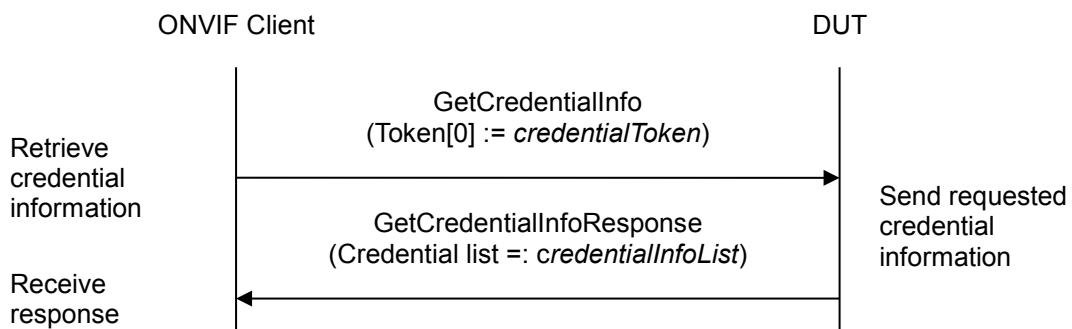 ONVIF Client
DUT
GetCredentialInfo
(Token[0] := credentialToken)
Retrieve
credential
information
Send requested
credential
information
GetCredentialInfoResponse
(Credential list =: credentialInfoList)
Receive
response